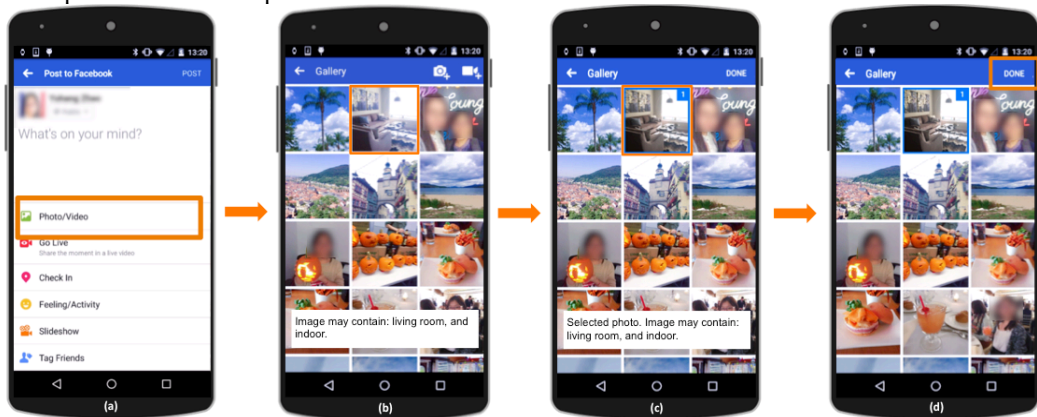 13:20
Post to Facebook POST
What's on your mind?
Photo/Video
Go Live
Share the moment in a live video
Check In
Feeling/Activity
Slideshow
Tag Friends
(a)
13:20
Gallery
Image may contain: living room, and
indoor.
(b)
13:20
Gallery DONE
1
Selected photo. Image may contain:
living room, and indoor.
(c)
13:20
Gallery DONE
1
(d)